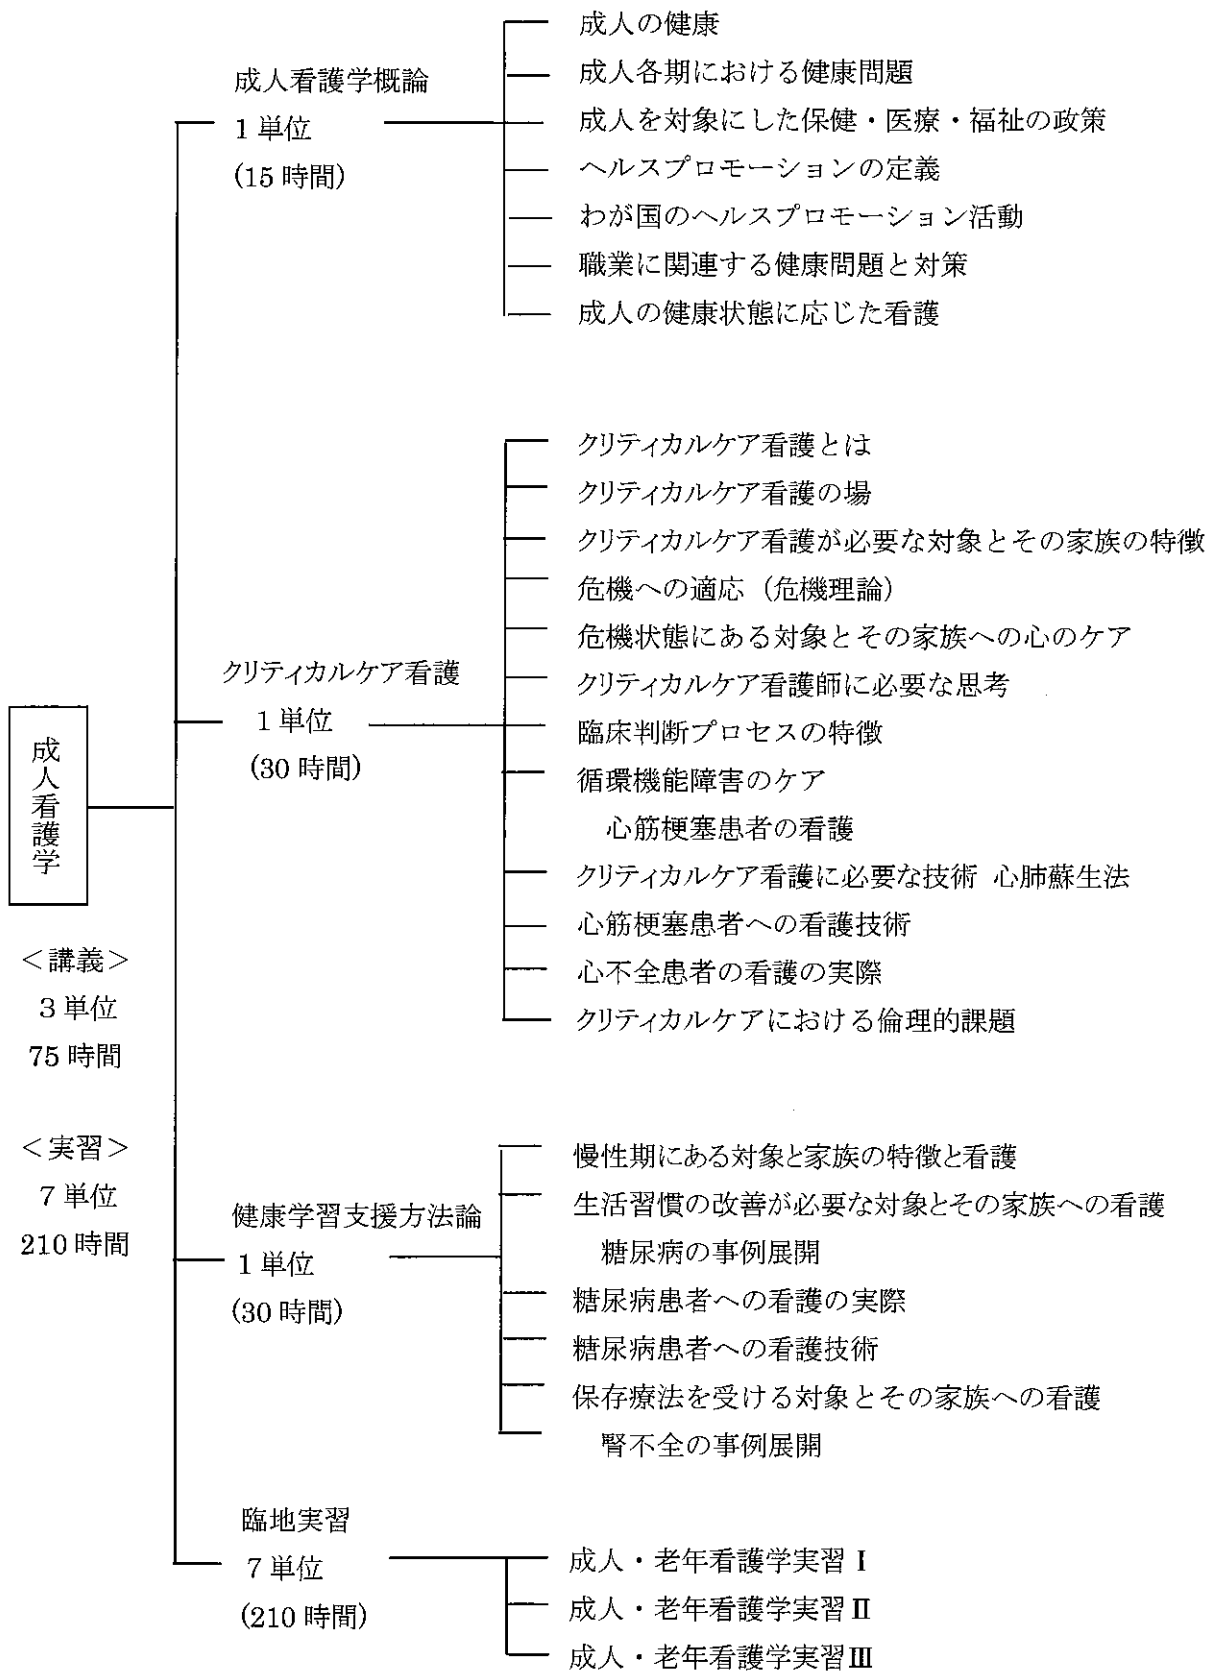 成人看護学
＜講義＞
3単位
75時間
＜実習＞
7単位
210時間
成人看護学概論
1単位
(15時間)
成人の健康
成人各期における健康問題
成人を対象にした保健・医療・福祉の政策
ヘルスプロモーションの定義
わが国のヘルスプロモーション活動
職業に関連する健康問題と対策
成人の健康状態に応じた看護
クリティカルケア看護
1単位
(30時間)
クリティカルケア看護とは
クリティカルケア看護の場
クリティカルケア看護が必要な対象とその家族の特徴
危機への適応（危機理論）
危機状態にある対象とその家族への心のケア
クリティカルケア看護師に必要な思考
臨床判断プロセスの特徴
循環機能障害のケア
心筋梗塞患者の看護
クリティカルケア看護に必要な技術 心肺蘇生法
心筋梗塞患者への看護技術
心不全患者の看護の実際
クリティカルケアにおける倫理的課題
健康学習支援方法論
1単位
(30時間)
慢性期にある対象と家族の特徴と看護
生活習慣の改善が必要な対象とその家族への看護
糖尿病の事例展開
糖尿病患者への看護の実際
糖尿病患者への看護技術
保存療法を受ける対象とその家族への看護
腎不全の事例展開
臨地実習
7単位
(210時間)
成人・老年看護学実習Ⅰ
成人・老年看護学実習Ⅱ
成人・老年看護学実習Ⅲ